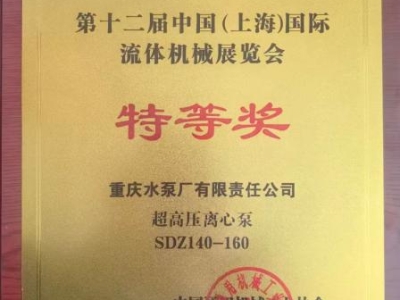 第十二届中国(上海)国际
流体机械展览会
特等奖
重庆水泵厂有限责任公司
超高压离心泵
SDZ140-160